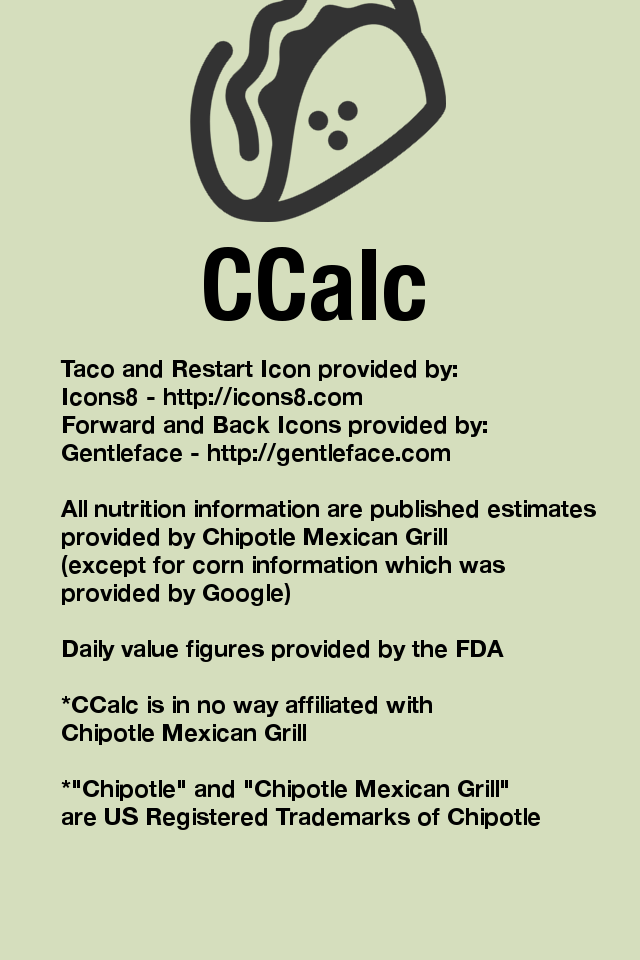 CCalc
Taco and Restart Icon provided by:
Icons8 - http://icons8.com
Forward and Back Icons provided by:
Gentleface - http://gentleface.com
All nutrition information are published estimates
provided by Chipotle Mexican Grill
(except for corn information which was
provided by Google)
Daily value figures provided by the FDA
*CCalc is in no way affiliated with
Chipotle Mexican Grill
*"Chipotle" and "Chipotle Mexican Grill"
are US Registered Trademarks of Chipotle